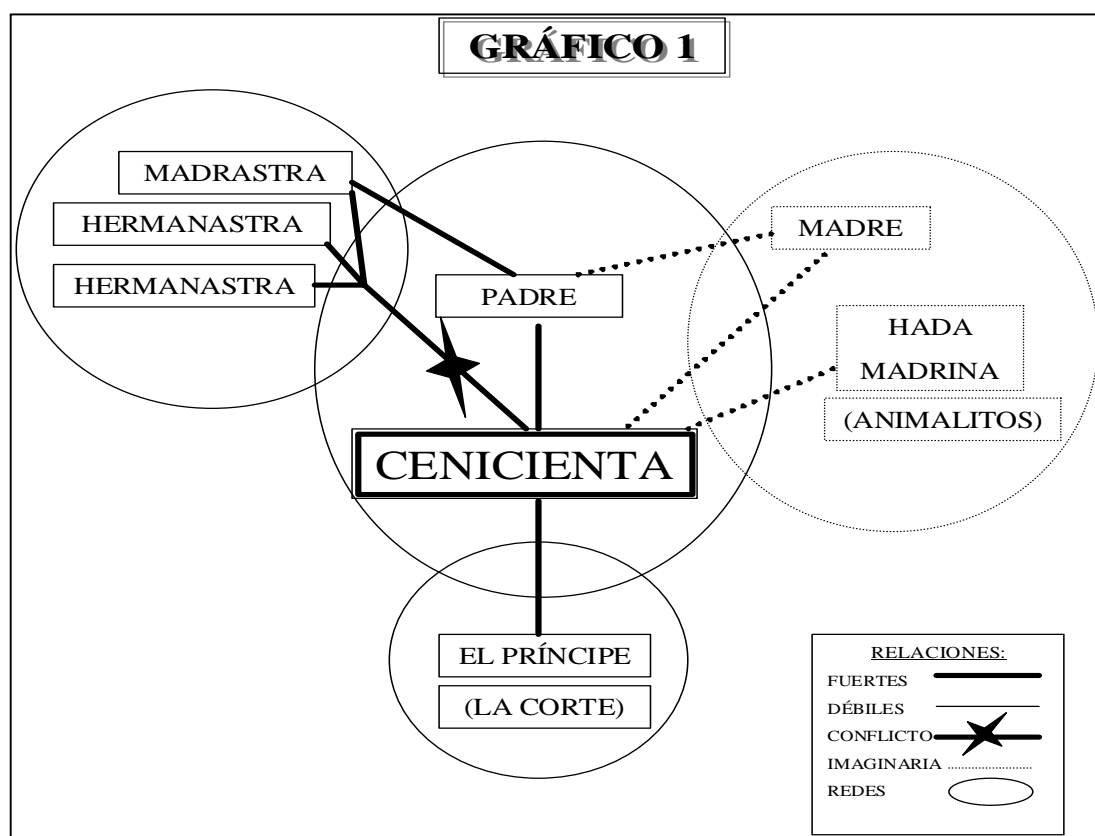 GRÁFICO 1
MADRASTRA
HERMANASTRA
HERMANASTRA
PADRE
MADRE
HADA
MADRINA
(ANIMALITOS)
CENICIENTA
EL PRÍNCIPE
(LA CORTE)
RELACIONES:
FUERTES
DÉBILES
CONFLICTO
IMAGINARIA
REDES